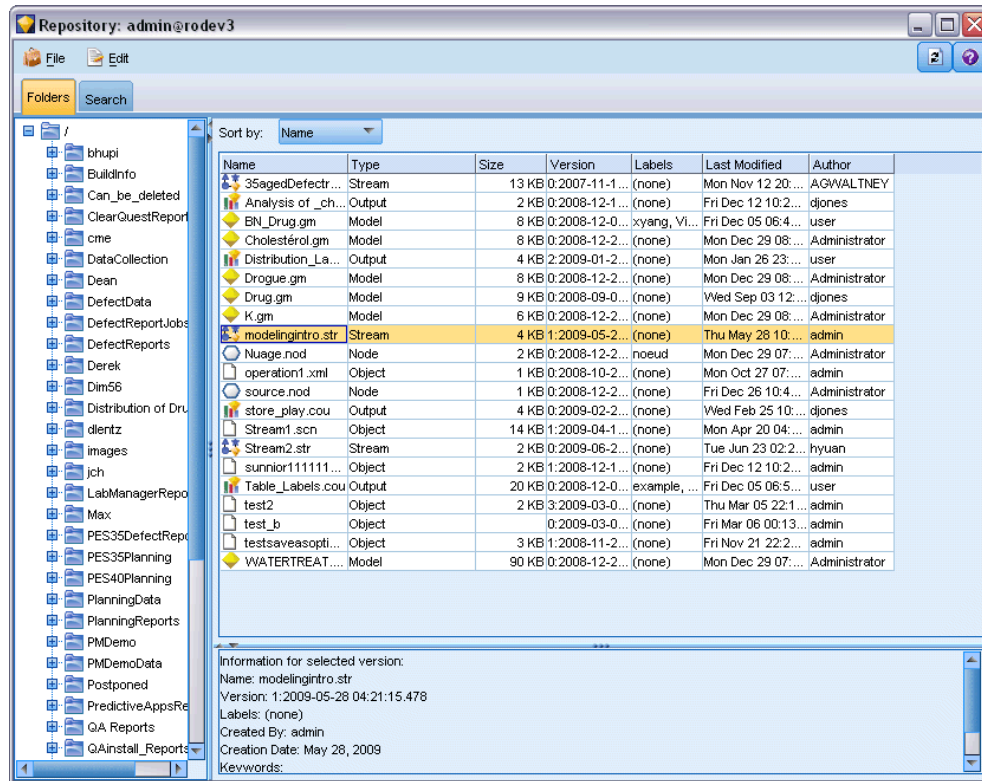 Repository: admin@rodev3
File Edit
Folders Search
/
bhupi
BuildInfo
Can_be_deleted
ClearQuestReport
cme
DataCollection
Dean
DefectData
DefectReportJobs
DefectReports
Derek
Dim56
Distribution of Dru
dlentz
images
jch
LabManagerRepo
Max
PES35DefectRepo
PES35Planning
PES40Planning
PlanningData
PlanningReports
PMDemo
PMDemoData
Postponed
PredictiveAppsRe
QA Reports
QAinstall_Reports
Sort by: Name
Name Type Size Version Labels Last Modified Author
35agedDefectr... Stream 13 KB 0:2007-11-1... (none) Mon Nov 12 20:... AGWALTNEY
Analysis of _ch... Output 2 KB 0:2008-12-1... (none) Fri Dec 12 10:2... djones
BN_Drug.gm Model 8 KB 0:2008-12-0... xyang, Vi... Fri Dec 05 06:4... user
Cholestérol.gm Model 8 KB 0:2008-12-2... (none) Mon Dec 29 08:... Administrator
Distribution_La... Output 4 KB 2:2009-01-2... (none) Mon Jan 26 23:... user
Drogue.gm Model 8 KB 0:2008-12-2... (none) Mon Dec 29 08:... Administrator
Drug.gm Model 9 KB 0:2008-09-0... (none) Wed Sep 03 12:... djones
K.gm Model 6 KB 0:2008-12-2... (none) Mon Dec 29 08:... Administrator
modelingintro.str Stream 4 KB 1:2009-05-2... (none) Thu May 28 10:... admin
Nuage.nod Node 2 KB 0:2008-12-2... noeud Mon Dec 29 07:... Administrator
operation1.xml Object 1 KB 0:2008-10-2... (none) Mon Oct 27 07:... admin
source.nod Node 1 KB 0:2008-12-2... (none) Fri Dec 26 10:4... Administrator
store_play.cou Output 4 KB 0:2009-02-2... (none) Wed Feb 25 10:... djones
Stream1.scn Object 14 KB 1:2009-04-1... (none) Mon Apr 20 04:... admin
Stream2.str Stream 2 KB 0:2009-06-2... (none) Tue Jun 23 02:2... hyuan
sunnior111111... Object 2 KB 1:2008-12-1... (none) Fri Dec 12 10:2... admin
Table_Labels.cou Output 20 KB 0:2008-12-0... example, ... Fri Dec 05 06:5... user
test2 Object 2 KB 3:2009-03-0... (none) Thu Mar 05 22:1... admin
test_b Object 0:2009-03-0... (none) Fri Mar 06 00:13... admin
testsaveasopti... Object 3 KB 1:2008-11-2... (none) Fri Nov 21 22:2... admin
WATERTREAT.... Model 90 KB 0:2008-12-2... (none) Mon Dec 29 07:... Administrator
Information for selected version:
Name: modelingintro.str
Version: 1:2009-05-28 04:21:15.478
Labels: (none)
Created By: admin
Creation Date: May 28, 2009
Keywords: